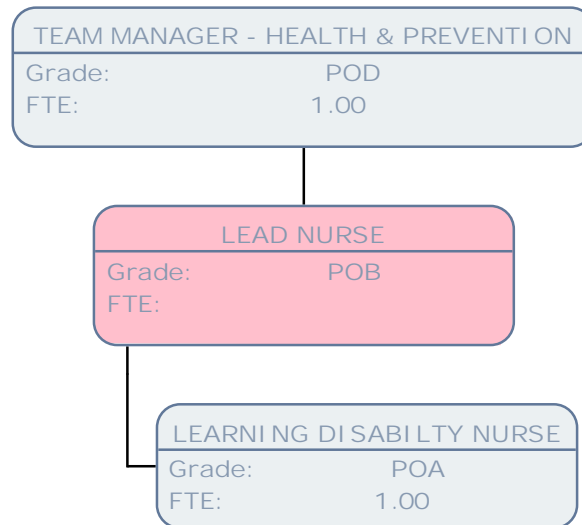 TEAM MANAGER - HEALTH & PREVENTION
Grade: POD
FTE: 1.00
LEAD NURSE
Grade: POB
FTE:
LEARNING DISABILTY NURSE
Grade: POA
FTE: 1.00